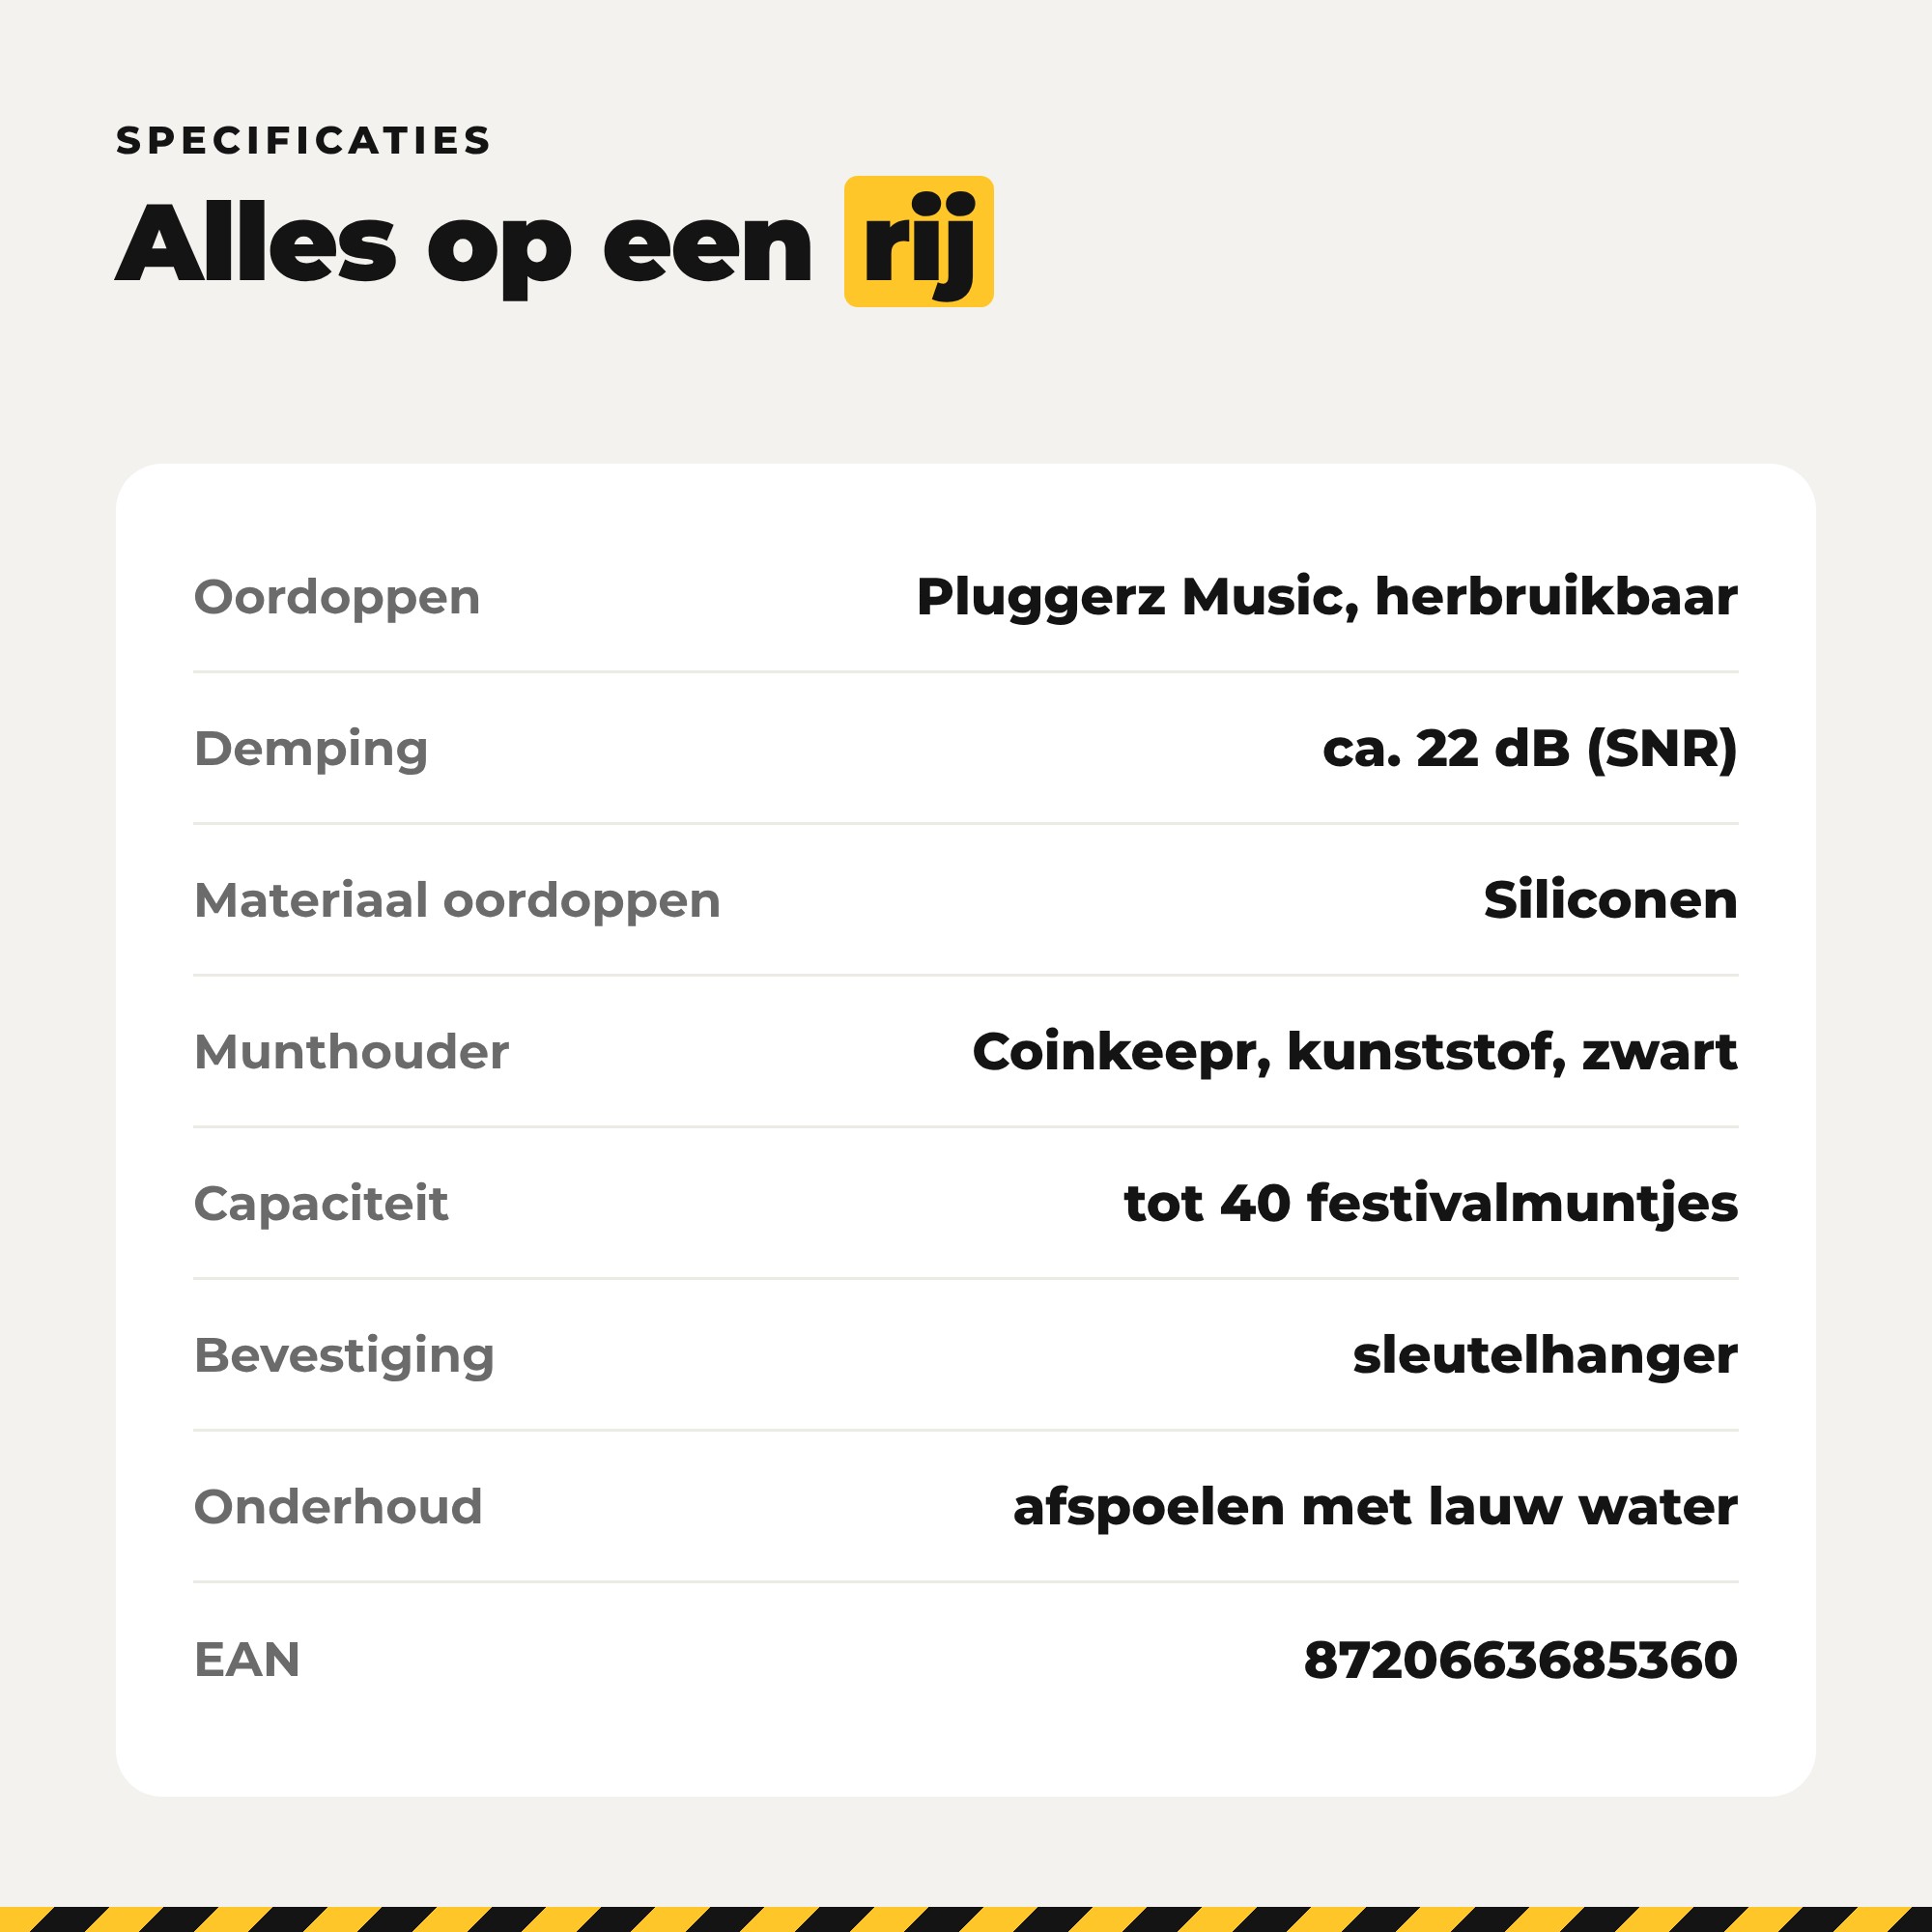 SPECIFICATIES
Alles op een rij
Oordoppen Pluggerz Music, herbruikbaar
Demping ca. 22 dB (SNR)
Materiaal oordoppen Siliconen
Munthouder Coinkeepr, kunststof, zwart
Capaciteit tot 40 festivalmuntjes
Bevestiging sleutelhanger
Onderhoud afspoelen met lauw water
EAN 8720663685360